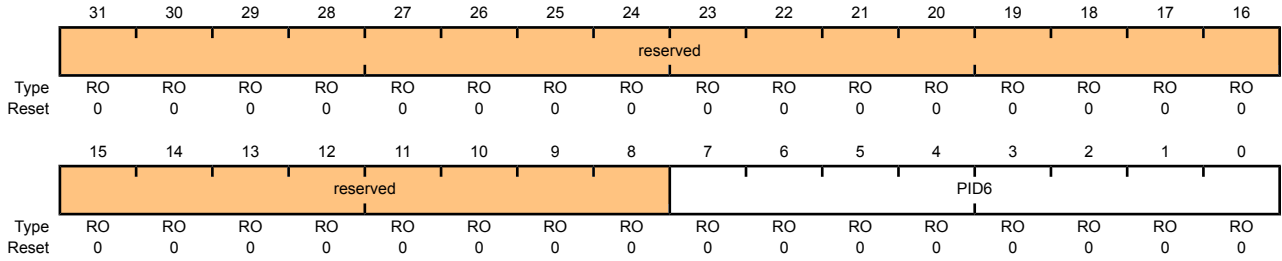 31 30 29 28 27 26 25 24 23 22 21 20 19 18 17 16
reserved
Type RO RO RO RO RO RO RO RO RO RO RO RO RO RO RO RO
Reset 0 0 0 0 0 0 0 0 0 0 0 0 0 0 0 0
15 14 13 12 11 10 9 8 7 6 5 4 3 2 1 0
reserved PID6
Type RO RO RO RO RO RO RO RO RO RO RO RO RO RO RO RO
Reset 0 0 0 0 0 0 0 0 0 0 0 0 0 0 0 0